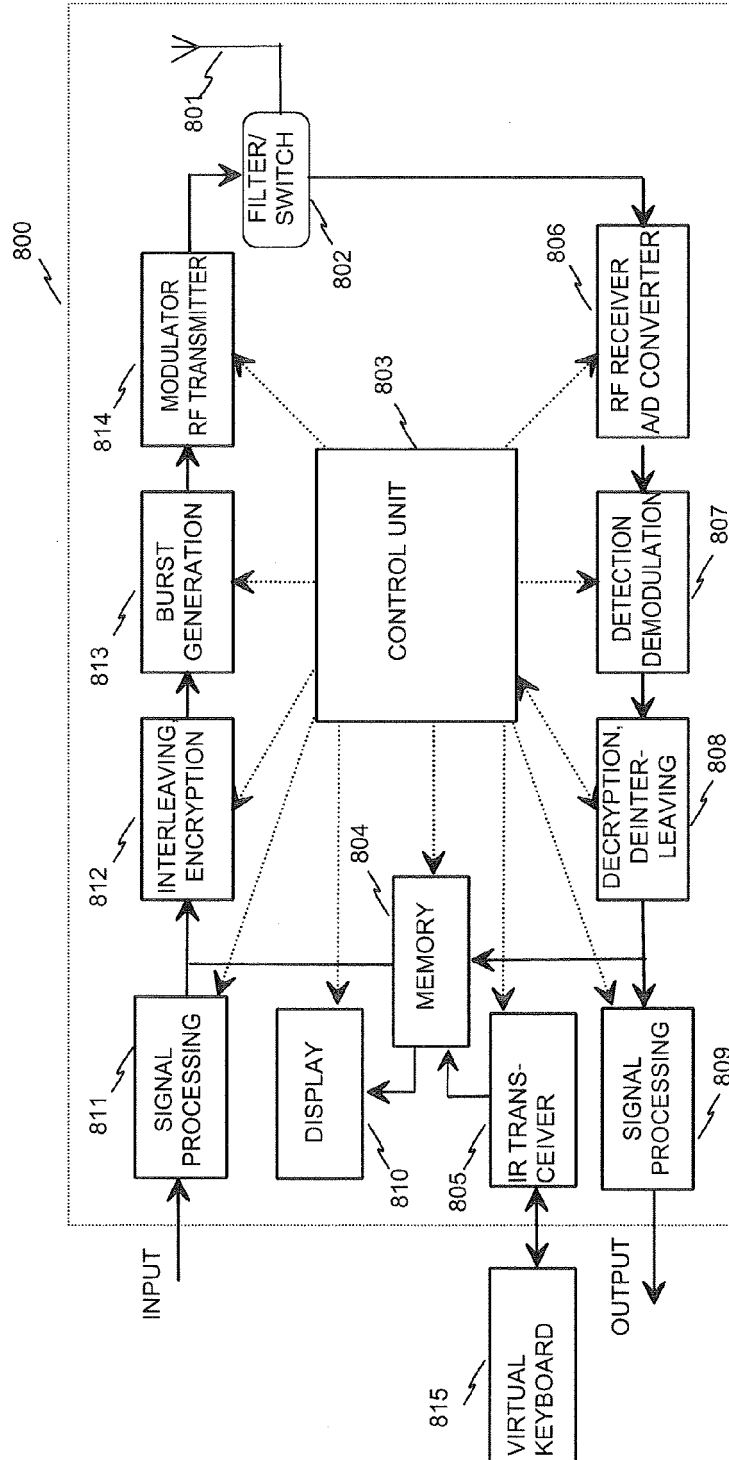 800
801
FILTER/
SWITCH
802
MODULATOR
RF TRANSMITTER
814
BURST
GENERATION
813
INTERLEAVING,
ENCRYPTION
812
SIGNAL
PROCESSING
811
INPUT
CONTROL UNIT
803
MEMORY
804
DISPLAY
810
IR TRANS-
CEIVER
805
VIRTUAL
KEYBOARD
815
RF RECEIVER
A/D CONVERTER
806
DETECTION
DEMODULATION
807
DECRYPTION,
DEINTER-
LEAVING
808
SIGNAL
PROCESSING
809
OUTPUT